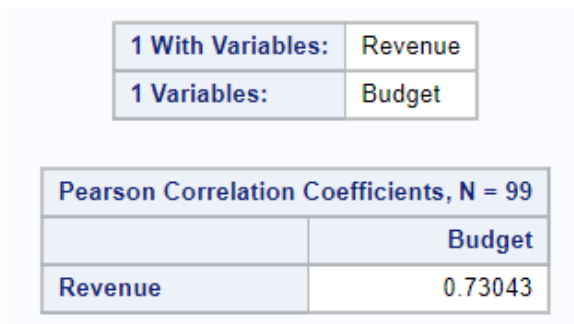 1 With Variables: Revenue
1 Variables: Budget
Pearson Correlation Coefficients, N = 99
Budget
Revenue 0.73043